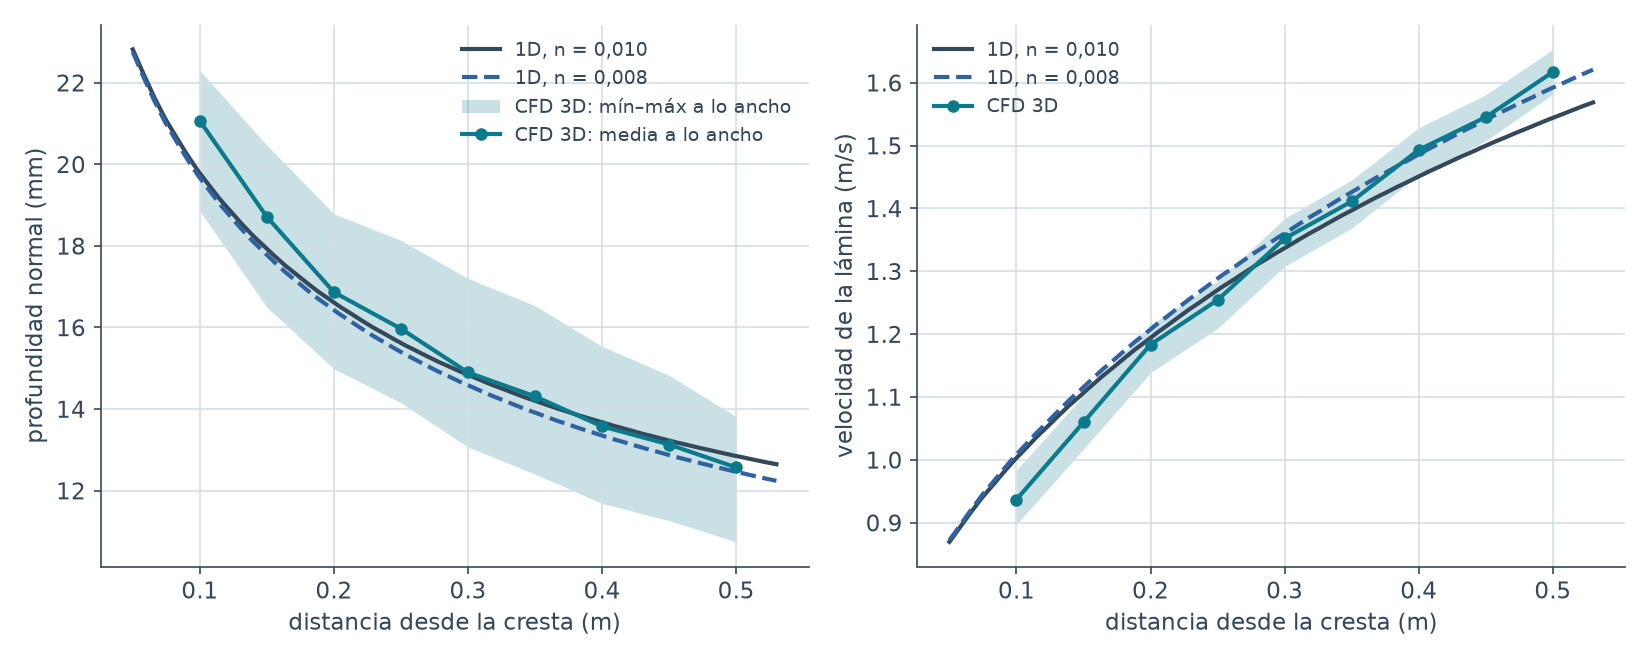 1D, n = 0,010
1D, n = 0,008
CFD 3D: mín–máx a lo ancho
CFD 3D: media a lo ancho
profundidad normal (mm)
22
20
18
16
14
12
0.1 0.2 0.3 0.4 0.5
distancia desde la cresta (m)
1D, n = 0,010
1D, n = 0,008
CFD 3D
velocidad de la lámina (m/s)
1.6
1.5
1.4
1.3
1.2
1.1
1.0
0.9
0.1 0.2 0.3 0.4 0.5
distancia desde la cresta (m)